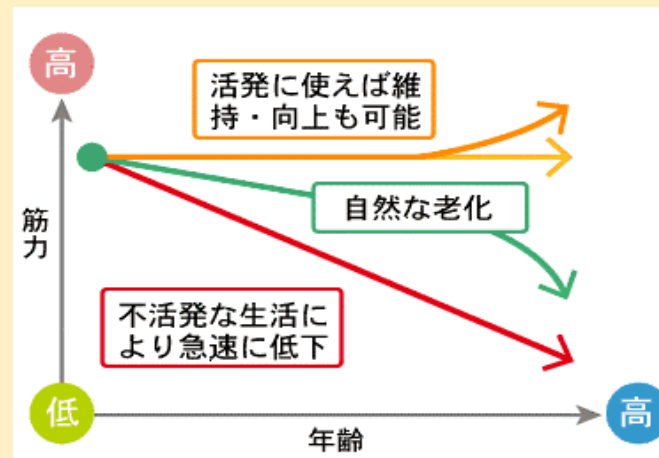 高
活発に使えば維
持・向上も可能
筋
力
自然な老化
不活発な生活に
より急速に低下
低
年齢
高